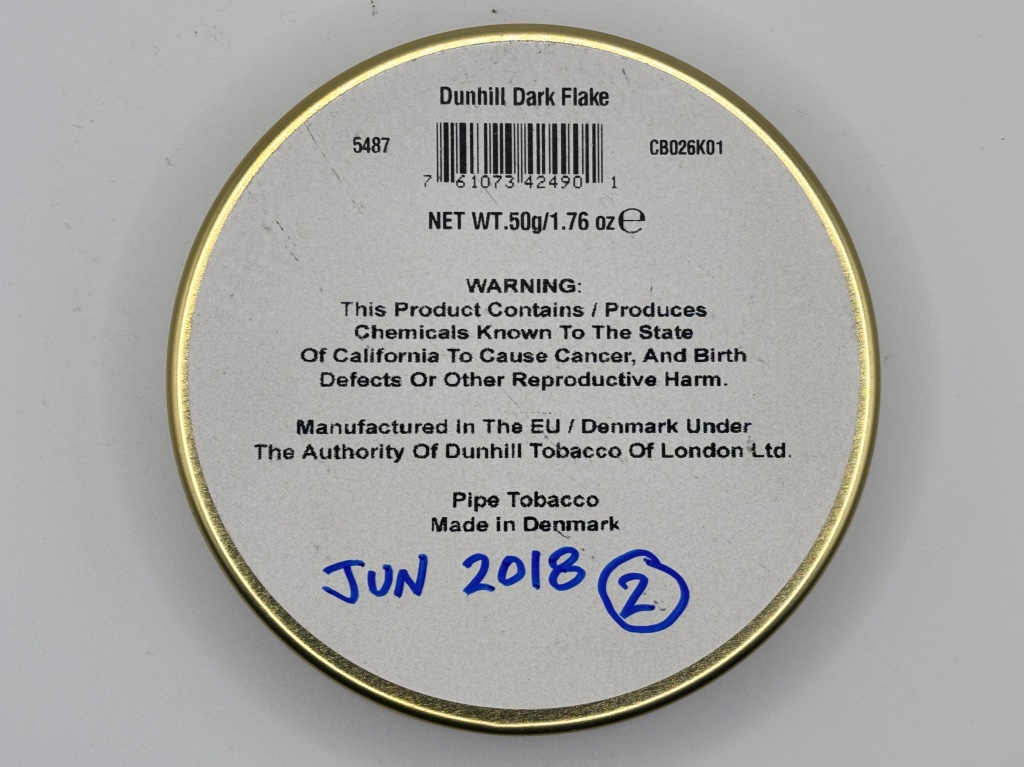 Dunhill Dark Flake
5487
CB026K01
7 61073 42490 1
NET WT.50g/1.76 oz ℮
WARNING:
This Product Contains / Produces
Chemicals Known To The State
Of California To Cause Cancer, And Birth
Defects Or Other Reproductive Harm.
Manufactured In The EU / Denmark Under
The Authority Of Dunhill Tobacco Of London Ltd.
Pipe Tobacco
Made in Denmark
JUN 2018 2